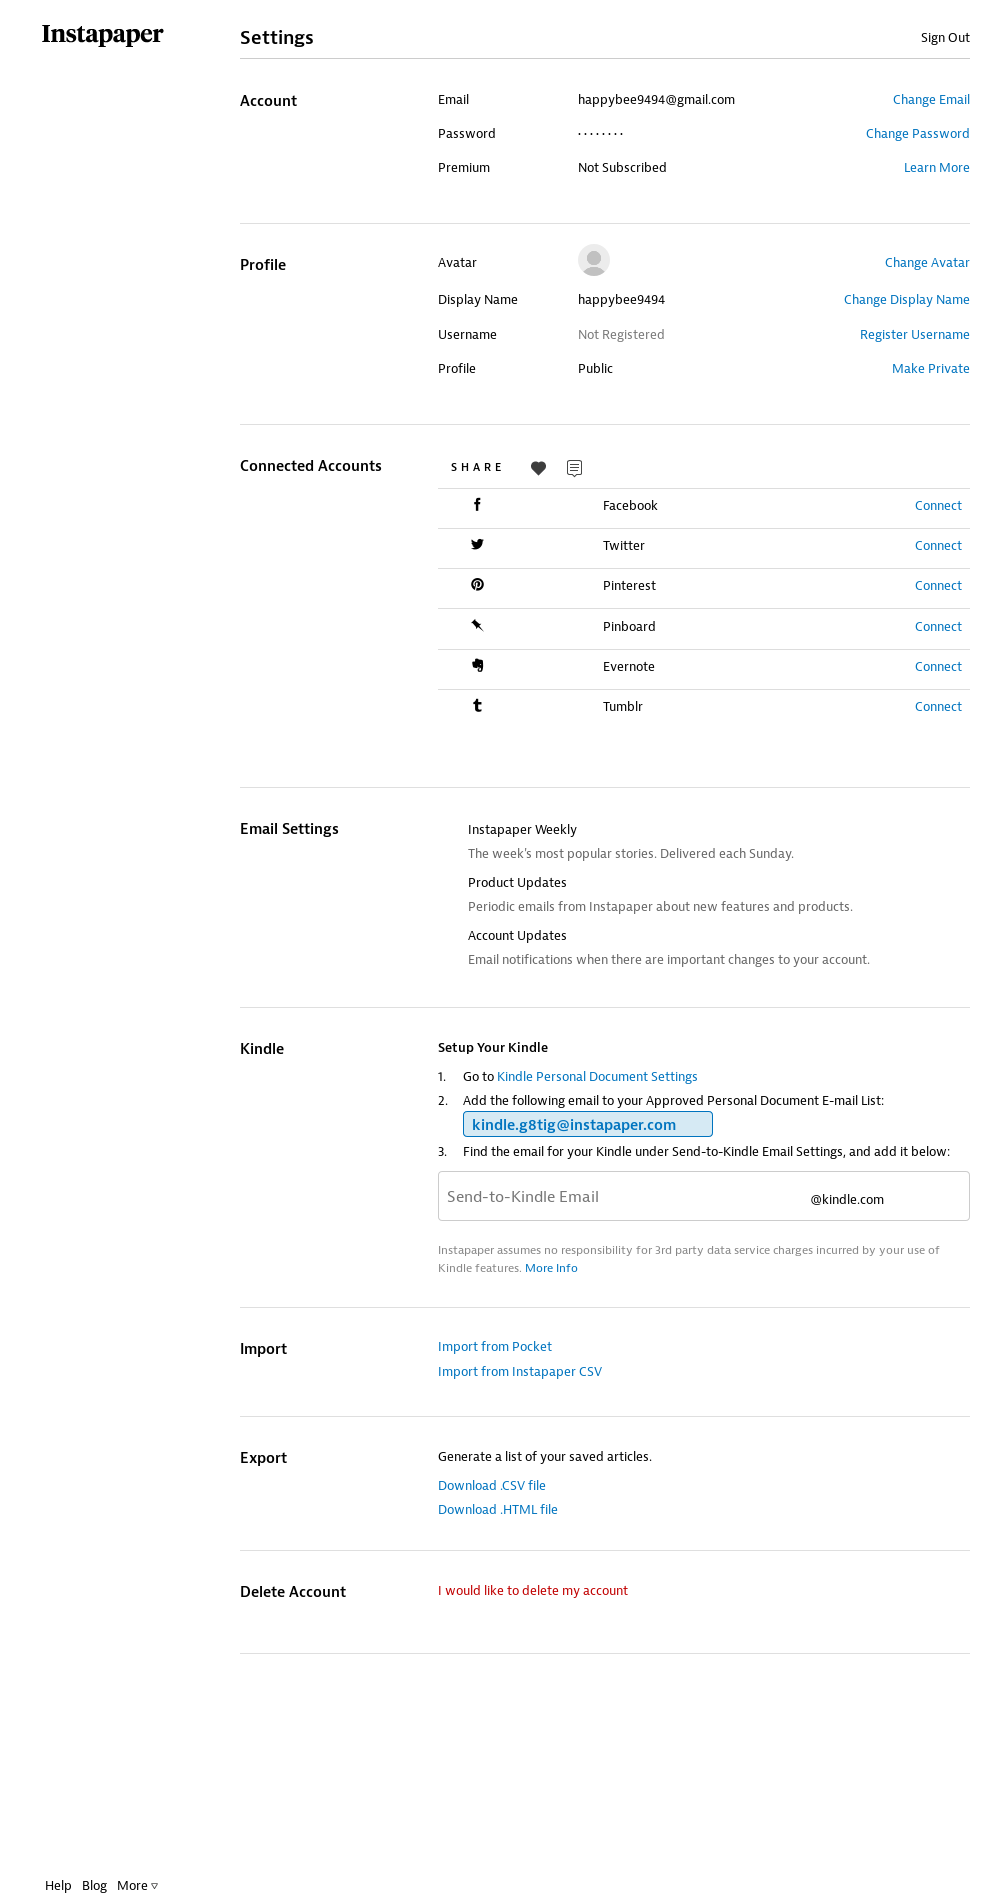 Instapaper
Settings
Sign Out
Account
Email happybee9494@gmail.com Change Email
Password ········ Change Password
Premium Not Subscribed Learn More
Profile
Avatar Change Avatar
Display Name happybee9494 Change Display Name
Username Not Registered Register Username
Profile Public Make Private
Connected Accounts
SHARE
Facebook Connect
Twitter Connect
Pinterest Connect
Pinboard Connect
Evernote Connect
Tumblr Connect
Email Settings
Instapaper Weekly
The week's most popular stories. Delivered each Sunday.
Product Updates
Periodic emails from Instapaper about new features and products.
Account Updates
Email notifications when there are important changes to your account.
Kindle
Setup Your Kindle
1. Go to Kindle Personal Document Settings
2. Add the following email to your Approved Personal Document E-mail List:
kindle.g8tig@instapaper.com
3. Find the email for your Kindle under Send-to-Kindle Email Settings, and add it below:
Send-to-Kindle Email @kindle.com
Instapaper assumes no responsibility for 3rd party data service charges incurred by your use of
Kindle features. More Info
Import
Import from Pocket
Import from Instapaper CSV
Export
Generate a list of your saved articles.
Download .CSV file
Download .HTML file
Delete Account
I would like to delete my account
Help Blog More ▽